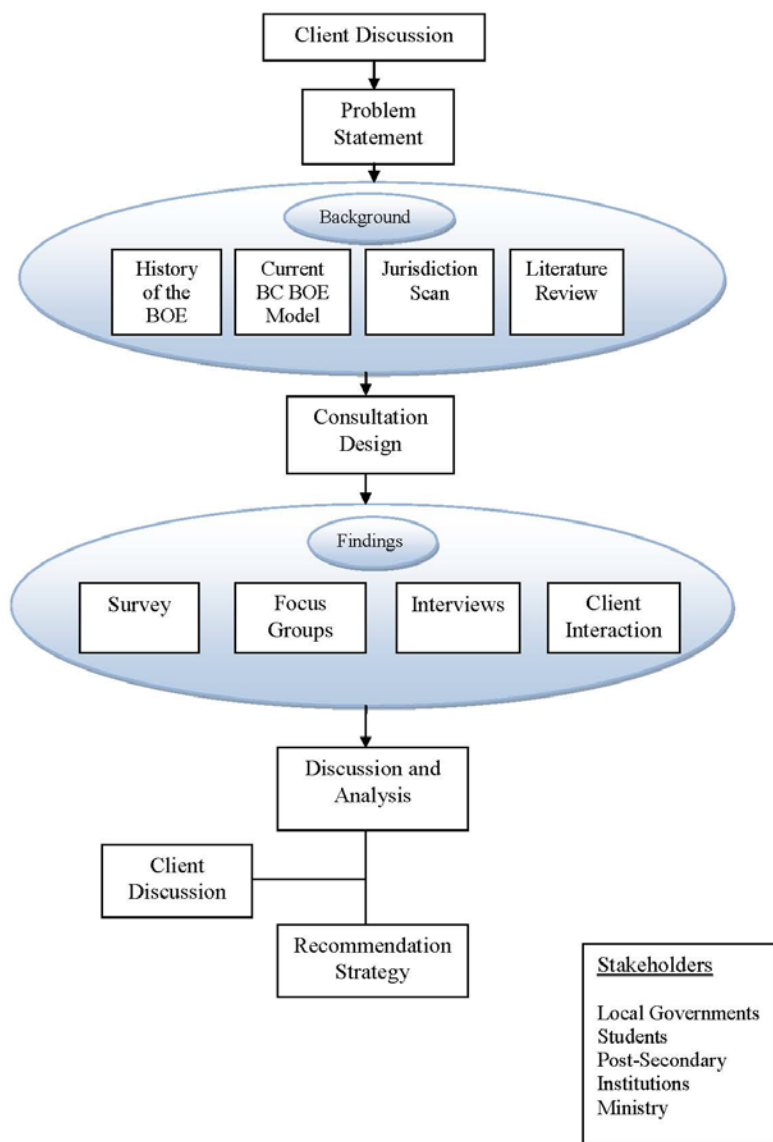 Client Discussion
Problem
Statement
Background
History
of the
BOE
Current
BC BOE
Model
Jurisdiction
Scan
Literature
Review
Consultation
Design
Findings
Survey
Focus
Groups
Interviews
Client
Interaction
Discussion and
Analysis
Client
Discussion
Recommendation
Strategy
Stakeholders
Local Governments
Students
Post-Secondary
Institutions
Ministry